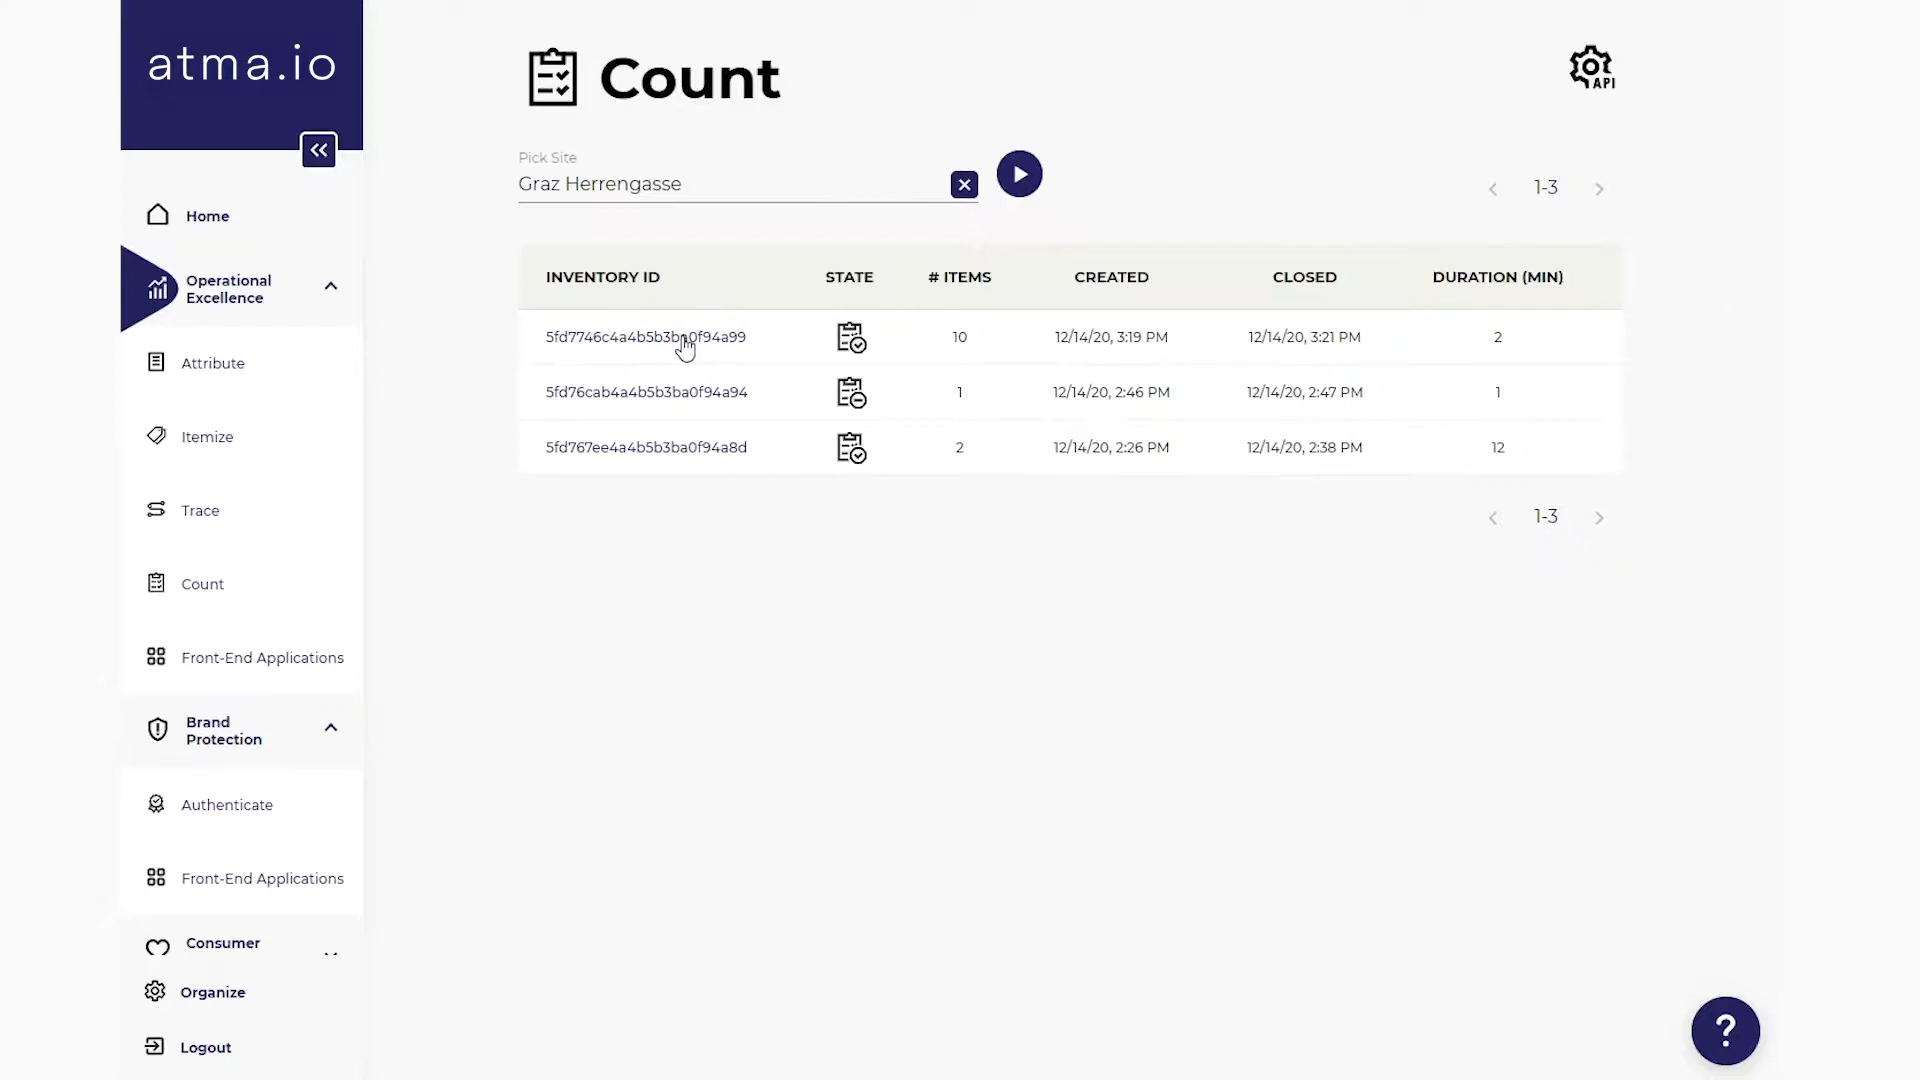 atma.io
Home
Operational
Excellence
Attribute
Itemize
Trace
Count
Front-End Applications
Brand
Protection
Authenticate
Front-End Applications
Consumer
Organize
Logout
Count
API
Pick Site
Graz Herrengasse
1-3
INVENTORY ID STATE # ITEMS CREATED CLOSED DURATION (MIN)
5fd7746c4a4b5b3ba0f94a99 10 12/14/20, 3:19 PM 12/14/20, 3:21 PM 2
5fd76cab4a4b5b3ba0f94a94 1 12/14/20, 2:46 PM 12/14/20, 2:47 PM 1
5fd767ee4a4b5b3ba0f94a8d 2 12/14/20, 2:26 PM 12/14/20, 2:38 PM 12
1-3
?